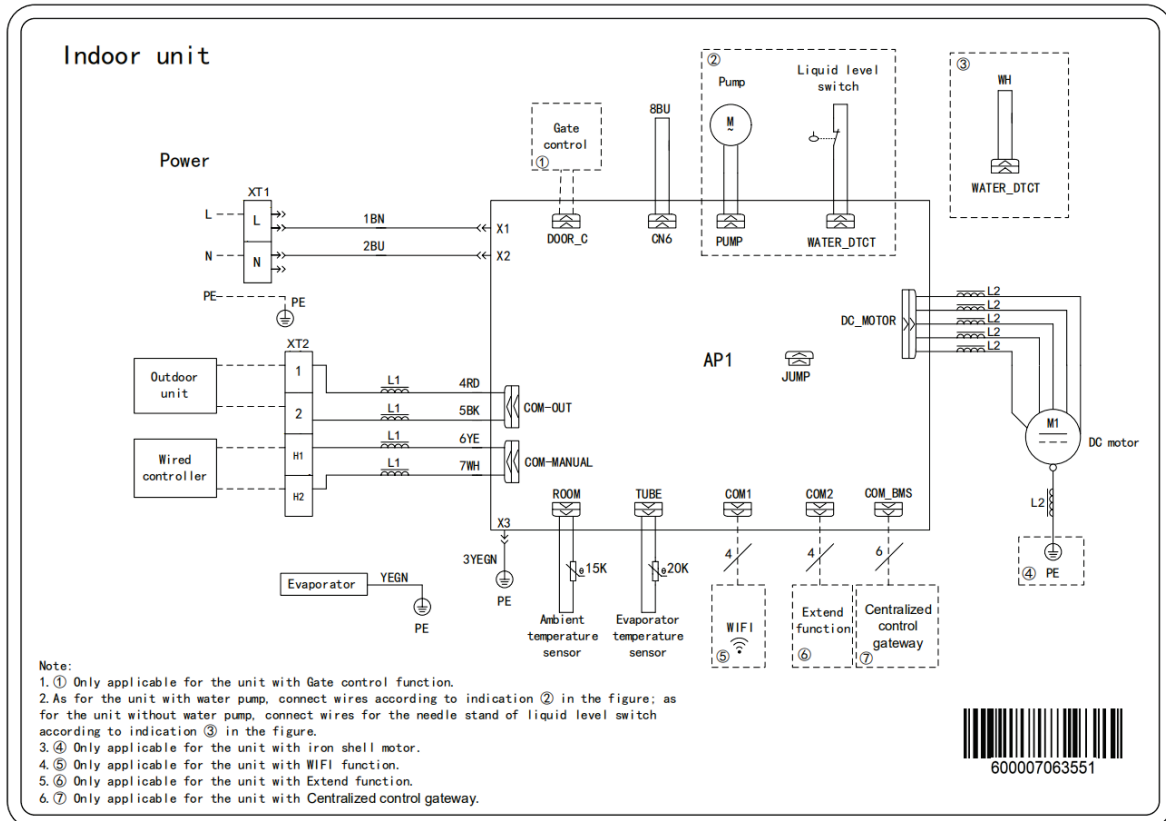 Indoor unit
Power
XT1
L
L
1BN
X1
N
N
2BU
X2
PE
PE
①
Gate
control
DOOR_C
8BU
CN6
②
Pump
M
~
PUMP
Liquid level
switch
WATER_DTCT
③
WH
WATER_DTCT
XT2
Outdoor
unit
1
L1
4RD
2
L1
5BK
COM-OUT
Wired
controller
H1
L1
6YE
H2
L1
7WH
COM-MANUAL
AP1
JUMP
DC_MOTOR
L2
L2
L2
L2
L2
M1
DC motor
L2
④ PE
X3
3YEGN
PE
Evaporator
YEGN
PE
ROOM
θ15K
Ambient
temperature
sensor
TUBE
θ20K
Evaporator
temperature
sensor
COM1
4
WIFI
⑤
COM2
4
Extend
function
⑥
COM_BMS
6
Centralized
control
gateway
⑦
Note:
1. ① Only applicable for the unit with Gate control function.
2. As for the unit with water pump, connect wires according to indication ② in the figure; as
for the unit without water pump, connect wires for the needle stand of liquid level switch
according to indication ③ in the figure.
3. ④ Only applicable for the unit with iron shell motor.
4. ⑤ Only applicable for the unit with WIFI function.
5. ⑥ Only applicable for the unit with Extend function.
6. ⑦ Only applicable for the unit with Centralized control gateway.
600007063551